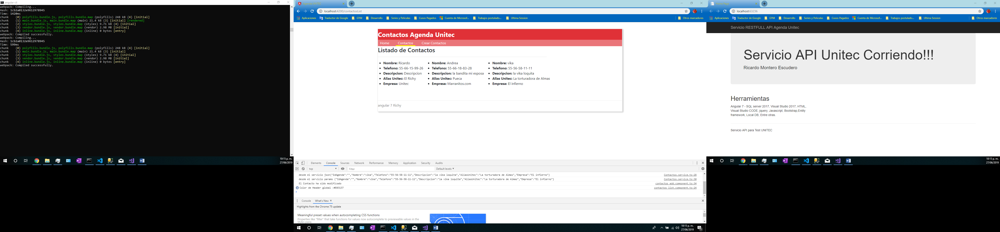 angular-cli
webpack: Compiling...
Hash: 1cb2a0132e9612978945
Time: 1420ms
chunk {0} polyfills.bundle.js, polyfills.bundle.map (polyfills) 248 kB {4} [initial]
chunk {1} main.bundle.js, main.bundle.map (main) 21.4 kB {3} [initial] [rendered]
chunk {2} styles.bundle.js, styles.bundle.map (styles) 9.71 kB {4} [initial]
chunk {3} vendor.bundle.js, vendor.bundle.map (vendor) 2.98 MB [initial]
chunk {4} inline.bundle.js, inline.bundle.map (inline) 0 bytes [entry]
webpack: Compiled successfully.
webpack: Compiling...
Hash: 1cb2a0132e9612978945
Time: 599ms
chunk {0} polyfills.bundle.js, polyfills.bundle.map (polyfills) 248 kB {4} [initial]
chunk {1} main.bundle.js, main.bundle.map (main) 21.4 kB {3} [initial]
chunk {2} styles.bundle.js, styles.bundle.map (styles) 9.71 kB {4} [initial]
chunk {3} vendor.bundle.js, vendor.bundle.map (vendor) 2.98 MB [initial]
chunk {4} inline.bundle.js, inline.bundle.map (inline) 0 bytes [entry]
webpack: Compiled successfully.
10:15 p. m.
27/06/2019
localhost:4200/contactosList
Aplicaciones Traductor de Google GYM Desarrollo Series y Peliculas Cusos Pagados Cuenta de Microsof... Trabajos postulado... Ultima Session Otros marcadores
Contactos Agenda Unitec
Home Contactos Crear Contactos
Listado de Contactos
Nombre: Ricardo
Telefono: 55-66-15-99-26
Descripcion: Descripcion
Alias Unitec: El Richy
Empresa: Unitec
Nombre: Andrea
Telefono: 55-66-18-83-28
Descripcion: la bandita mi esposa
Alias Unitec: Pueca
Empresa: Marranitos.com
Nombre: vika
Telefono: 55-56-58-11-11
Descripcion: la vika loquita
Alias Unitec: La torturadora de Almas
Empresa: El infierno
angular 7 Richy
Elements Console Sources Network Performance Memory Application Security Audits
top Filter Default levels
desde el servicio json{"IdAgenda":"","Nombre":"vika","Telefono":"55-56-58-11-11","Descripcion":"la vika loquita","AliasUnitec":"La torturadora de Almas","Empresa":"El infierno"} Contactos.service.ts:28
desde el servicio params {"IdAgenda":"","Nombre":"vika","Telefono":"55-56-58-11-11","Descripcion":"la vika loquita","AliasUnitec":"La torturadora de Almas","Empresa":"El infierno"} Contactos.service.ts:30
El Contacto ha sido modificado contactos_add.component.ts:34
2 Color de Header global :#E03137 contactos_list.component.ts:24
Console What's New
Highlights from the Chrome 75 update
Meaningful preset values when autocompleting CSS functions
Properties like "filter" that take functions for values now autocomplete to previewable values in the
Styles pane.
10:15 p. m.
27/06/2019
5
localhost:63236
Aplicaciones Traductor de Google GYM Desarrollo Series y Peliculas Cusos Pagados Cuenta de Microsof... Trabajos postulado... Ultima Session Otros marcadores
Servicio RESTFULL API Agenda Unitec
Servicio API Unitec Corriendo!!!
Ricardo Montero Escudero
Herramientas
Angular 7 - SQL server 2017, Visual Studio 2017, HTML,
Visual Studio CODE, jquery, Javascript, Bootstrap,Entity
framework, Local DB, Entre otras.
Servicio API para Test UNITEC
10:15 p. m.
27/06/2019